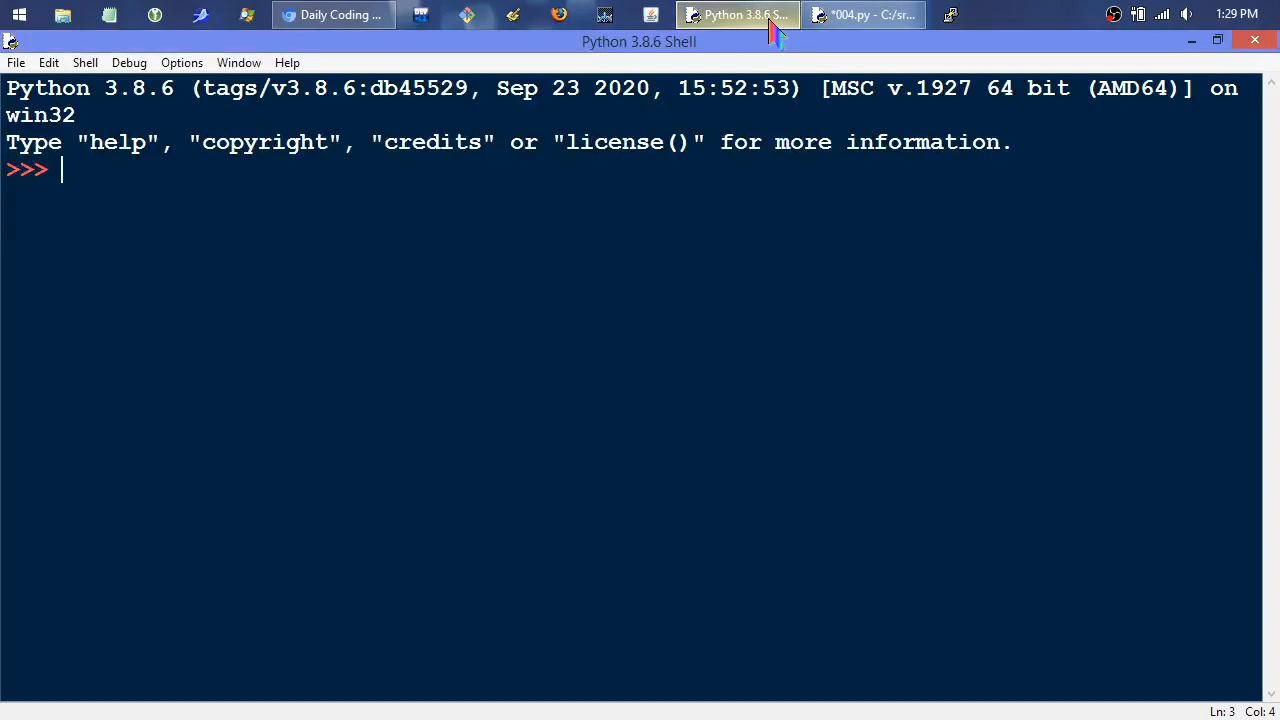 Daily Coding ...
Python 3.8.6 S...
*004.py - C:/sr...
1:29 PM
Python 3.8.6 Shell
File Edit Shell Debug Options Window Help
Python 3.8.6 (tags/v3.8.6:db45529, Sep 23 2020, 15:52:53) [MSC v.1927 64 bit (AMD64)] on
win32
Type "help", "copyright", "credits" or "license()" for more information.
>>>
Ln: 3 Col: 4